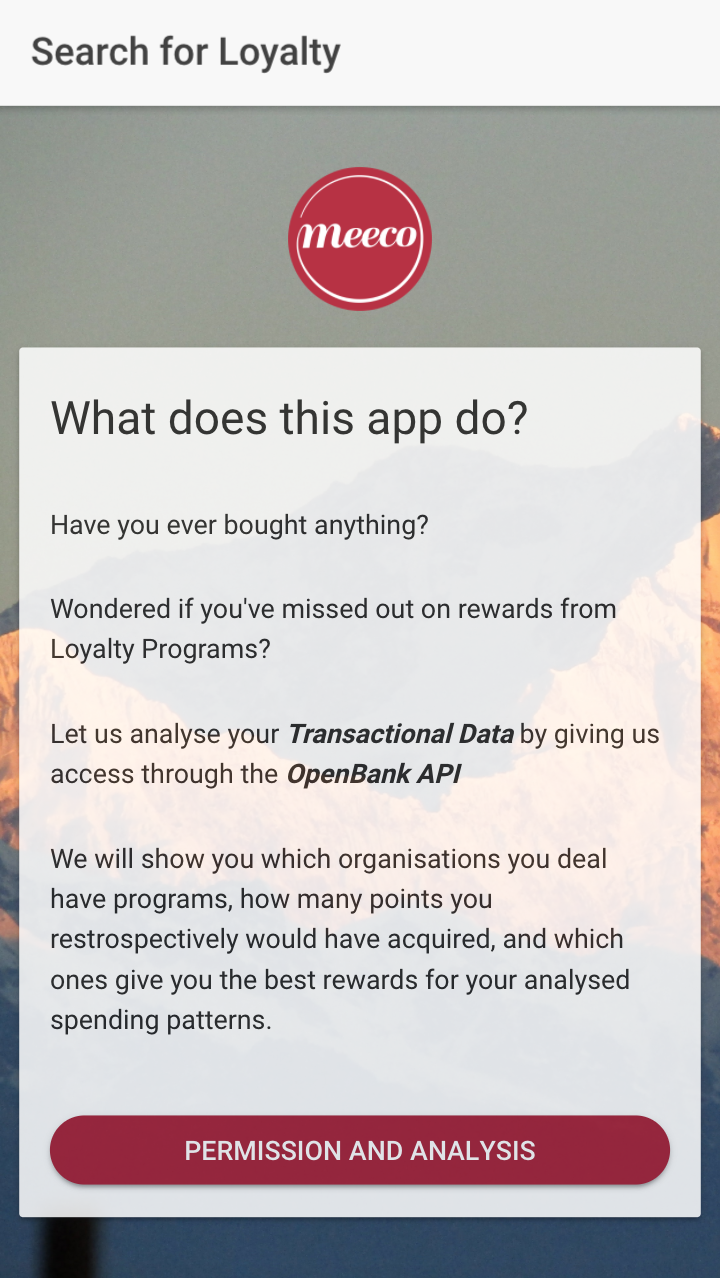 Search for Loyalty
meeco
What does this app do?
Have you ever bought anything?
Wondered if you've missed out on rewards from
Loyalty Programs?
Let us analyse your Transactional Data by giving us
access through the OpenBank API
We will show you which organisations you deal
have programs, how many points you
restrospectively would have acquired, and which
ones give you the best rewards for your analysed
spending patterns.
PERMISSION AND ANALYSIS